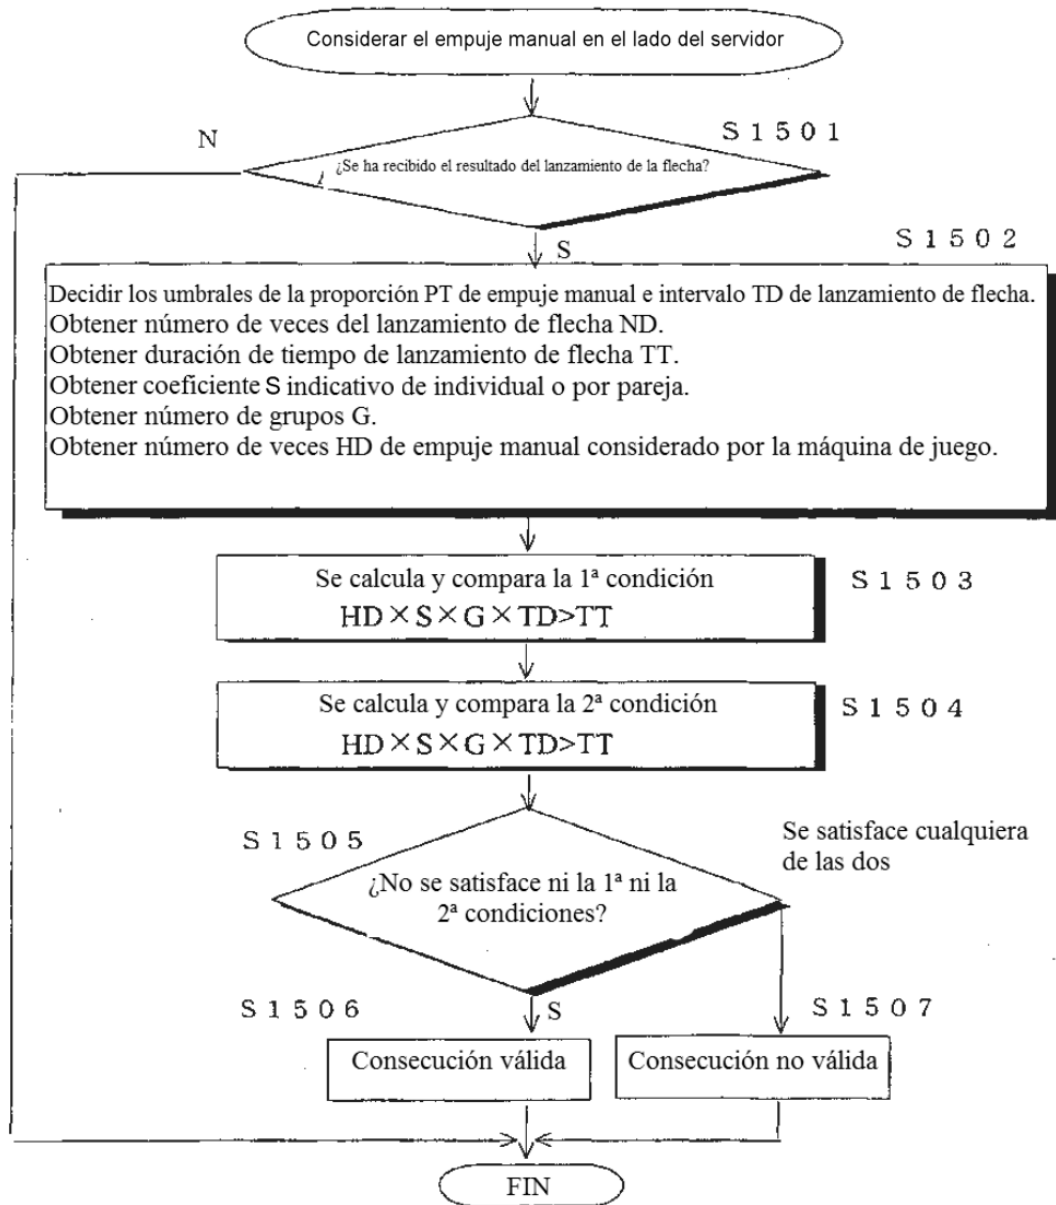 Considerar el empuje manual en el lado del servidor
N
S1501
¿Se ha recibido el resultado del lanzamiento de la flecha?
S
S1502
Decidir los umbrales de la proporción PT de empuje manual e intervalo TD de lanzamiento de flecha.
Obtener número de veces del lanzamiento de flecha ND.
Obtener duración de tiempo de lanzamiento de flecha TT.
Obtener coeficiente S indicativo de individual o por pareja.
Obtener número de grupos G.
Obtener número de veces HD de empuje manual considerado por la máquina de juego.
Se calcula y compara la 1ª condición
S1503
HD×S×G×TD>TT
Se calcula y compara la 2ª condición
S1504
HD×S×G×TD>TT
S1505
Se satisface cualquiera
de las dos
¿No se satisface ni la 1ª ni la
2ª condiciones?
S1506
S
S1507
Consecución válida
Consecución no válida
FIN